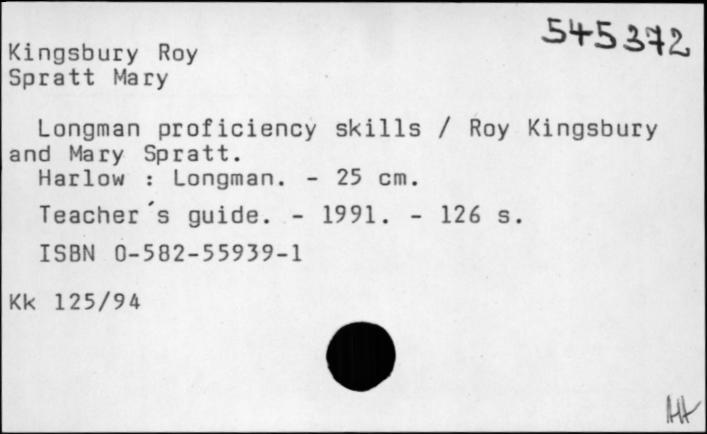 545372
Kingsbury Roy
Spratt Mary
Longman proficiency skills / Roy Kingsbury
and Mary Spratt.
Harlow : Longman. - 25 cm.
Teacher´s guide. - 1991. - 126 s.
ISBN 0-582-55939-1
Kk 125/94